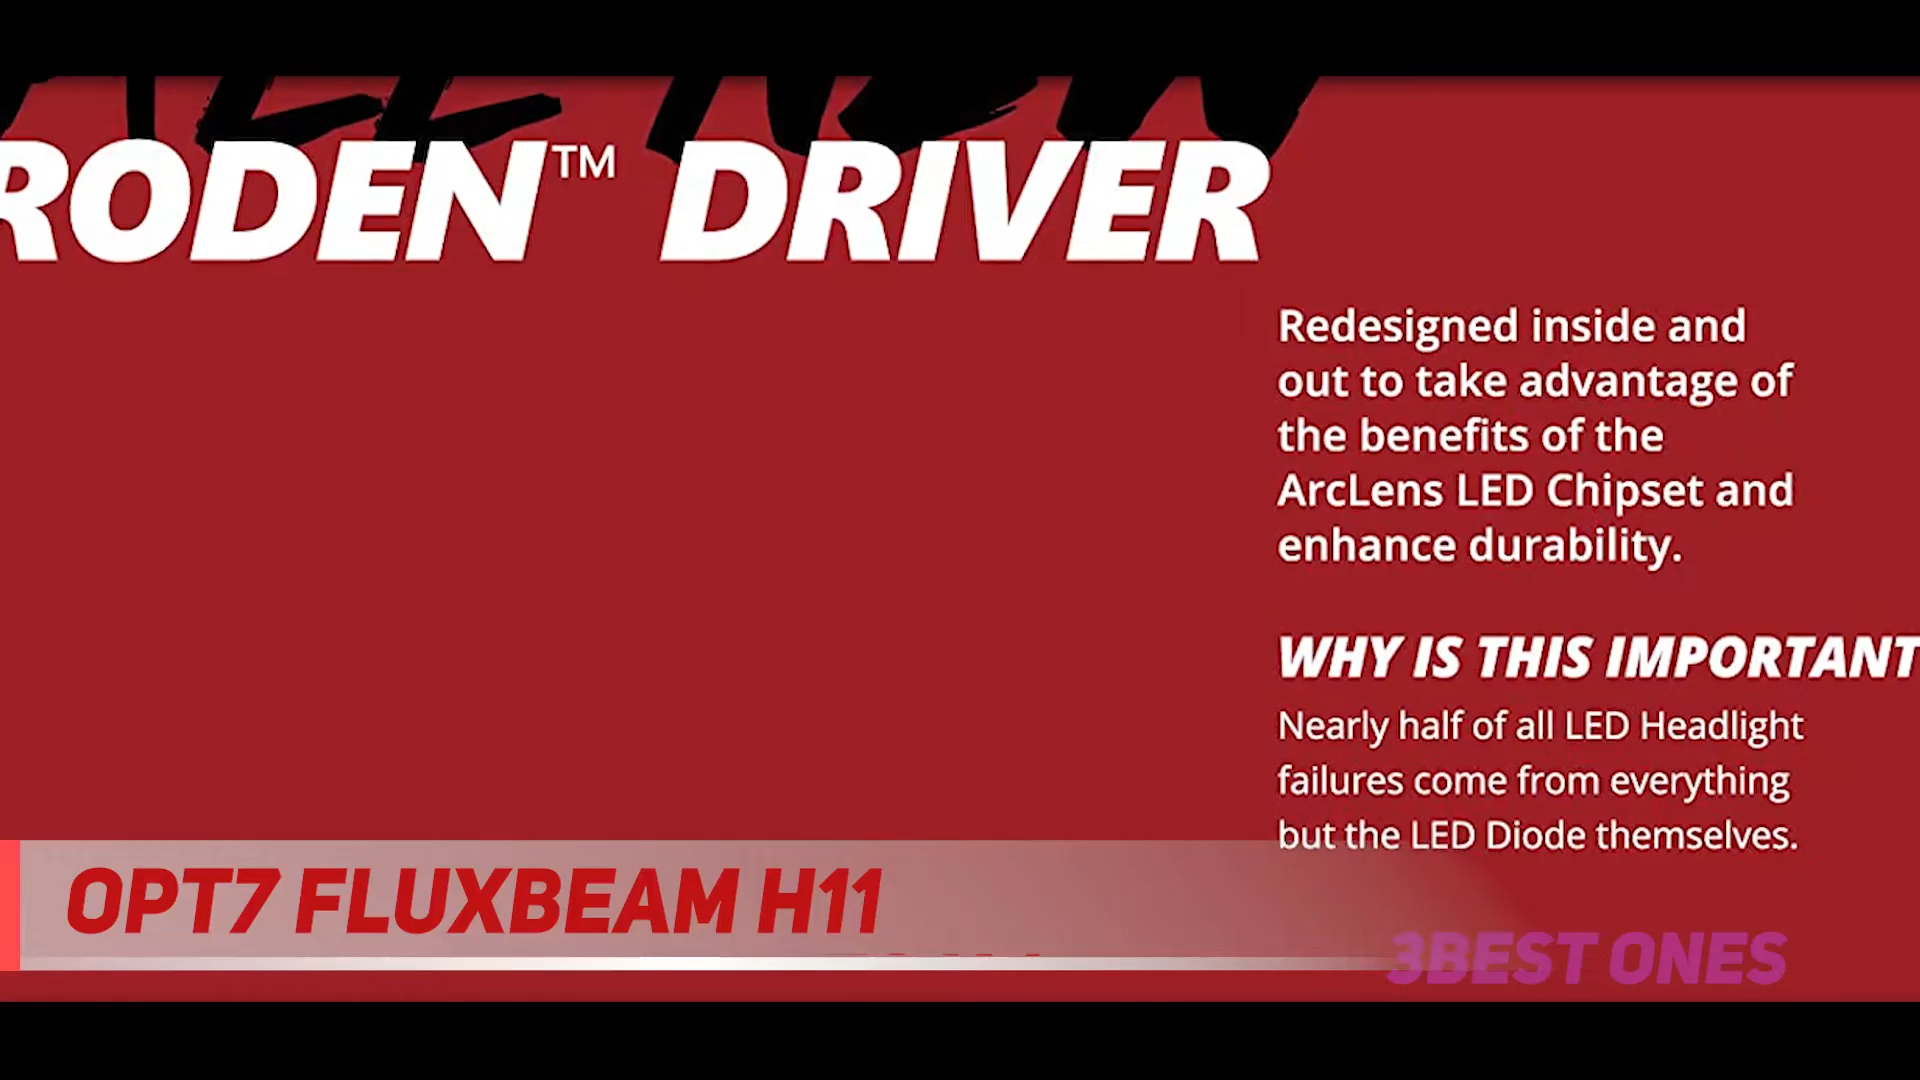 ALL NEW
RODEN™ DRIVER
Redesigned inside and
out to take advantage of
the benefits of the
ArcLens LED Chipset and
enhance durability.
WHY IS THIS IMPORTANT
Nearly half of all LED Headlight
failures come from everything
but the LED Diode themselves.
OPT7 FLUXBEAM H11
3BEST ONES